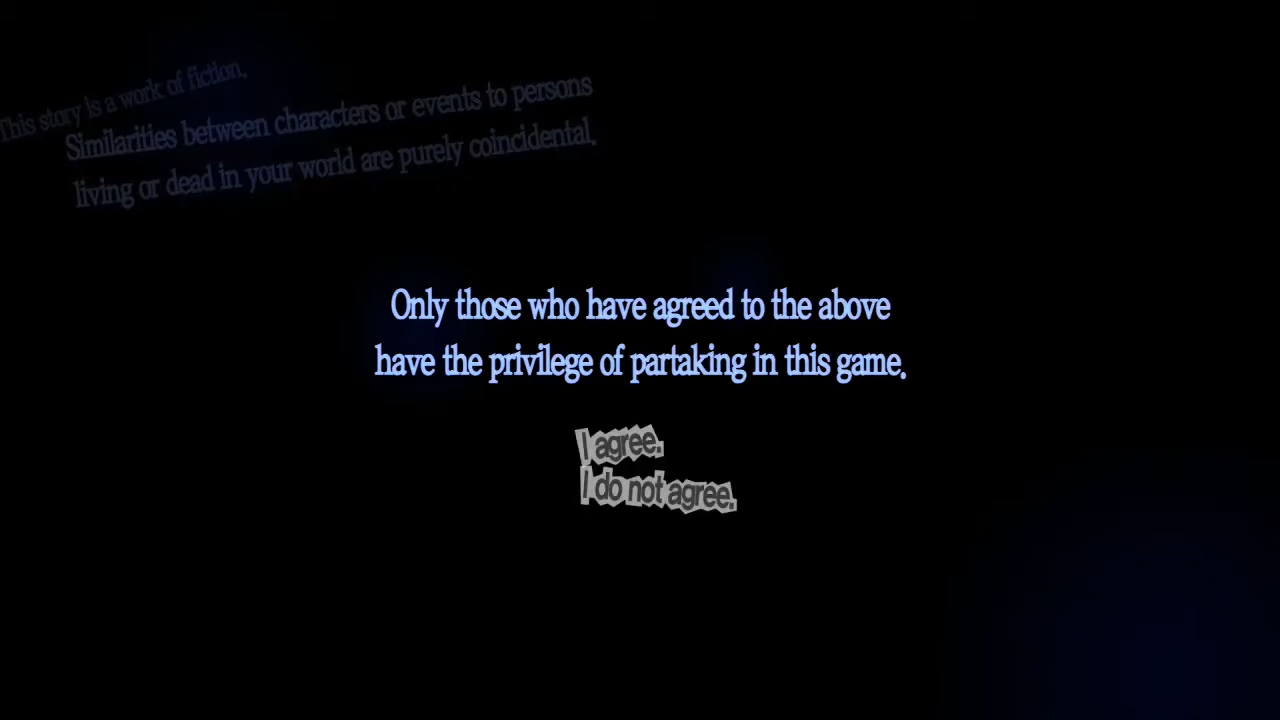 This story is a work of fiction.
Similarities between characters or events to persons
living or dead in your world are purely coincidental.
Only those who have agreed to the above
have the privilege of partaking in this game.
I agree.
I do not agree.